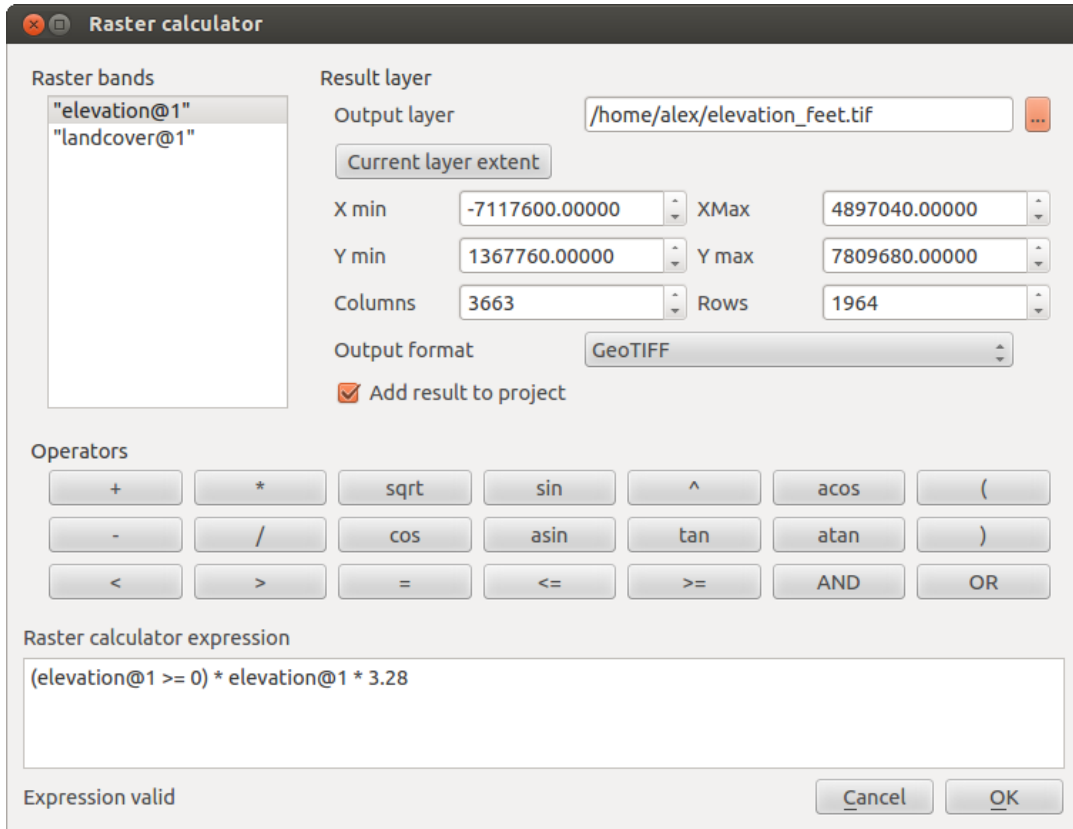 Raster calculator
Raster bands
"elevation@1"
"landcover@1"
Result layer
Output layer /home/alex/elevation_feet.tif ...
Current layer extent
X min -7117600.00000 XMax 4897040.00000
Y min 1367760.00000 Y max 7809680.00000
Columns 3663 Rows 1964
Output format GeoTIFF
Add result to project
Operators
+ * sqrt sin ^ acos (
- / cos asin tan atan )
< > = <= >= AND OR
Raster calculator expression
(elevation@1 >= 0) * elevation@1 * 3.28
Expression valid Cancel OK